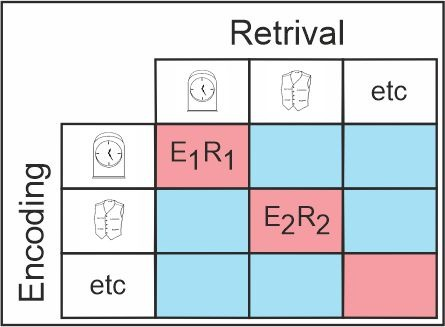 Retrival
etc
Encoding
E1R1
E2R2
etc